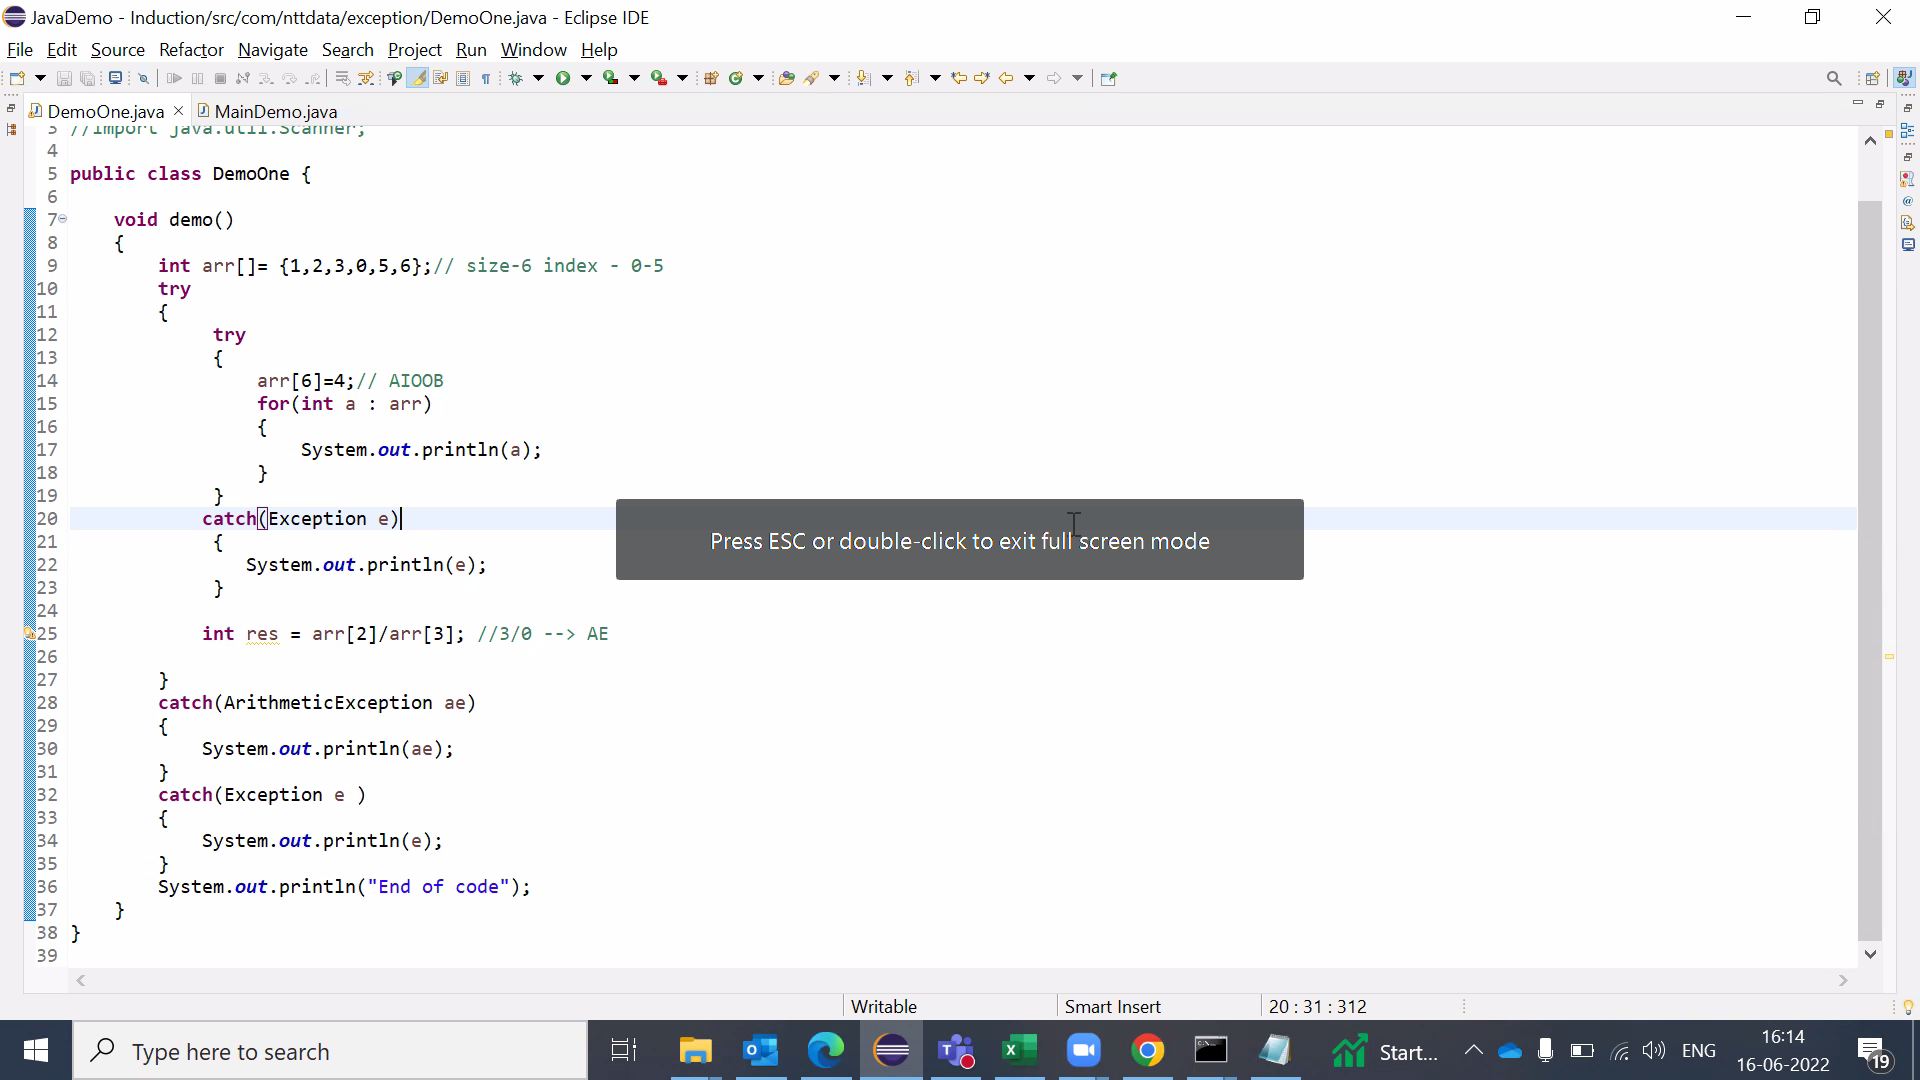 JavaDemo - Induction/src/com/nttdata/exception/DemoOne.java - Eclipse IDE
File Edit Source Refactor Navigate Search Project Run Window Help
DemoOne.java MainDemo.java
3 //import java.util.Scanner;
4
5 public class DemoOne {
6
7 void demo()
8 {
9 int arr[]= {1,2,3,0,5,6};// size-6 index - 0-5
10 try
11 {
12 try
13 {
14 arr[6]=4;// AIOOB
15 for(int a : arr)
16 {
17 System.out.println(a);
18 }
19 }
20 catch(Exception e)
21 {
22 System.out.println(e);
23 }
24
25 int res = arr[2]/arr[3]; //3/0 --> AE
26
27 }
28 catch(ArithmeticException ae)
29 {
30 System.out.println(ae);
31 }
32 catch(Exception e )
33 {
34 System.out.println(e);
35 }
36 System.out.println("End of code");
37 }
38 }
39
Press ESC or double-click to exit full screen mode
Writable Smart Insert 20 : 31 : 312
Type here to search
Start...
ENG
16:14
16-06-2022
19